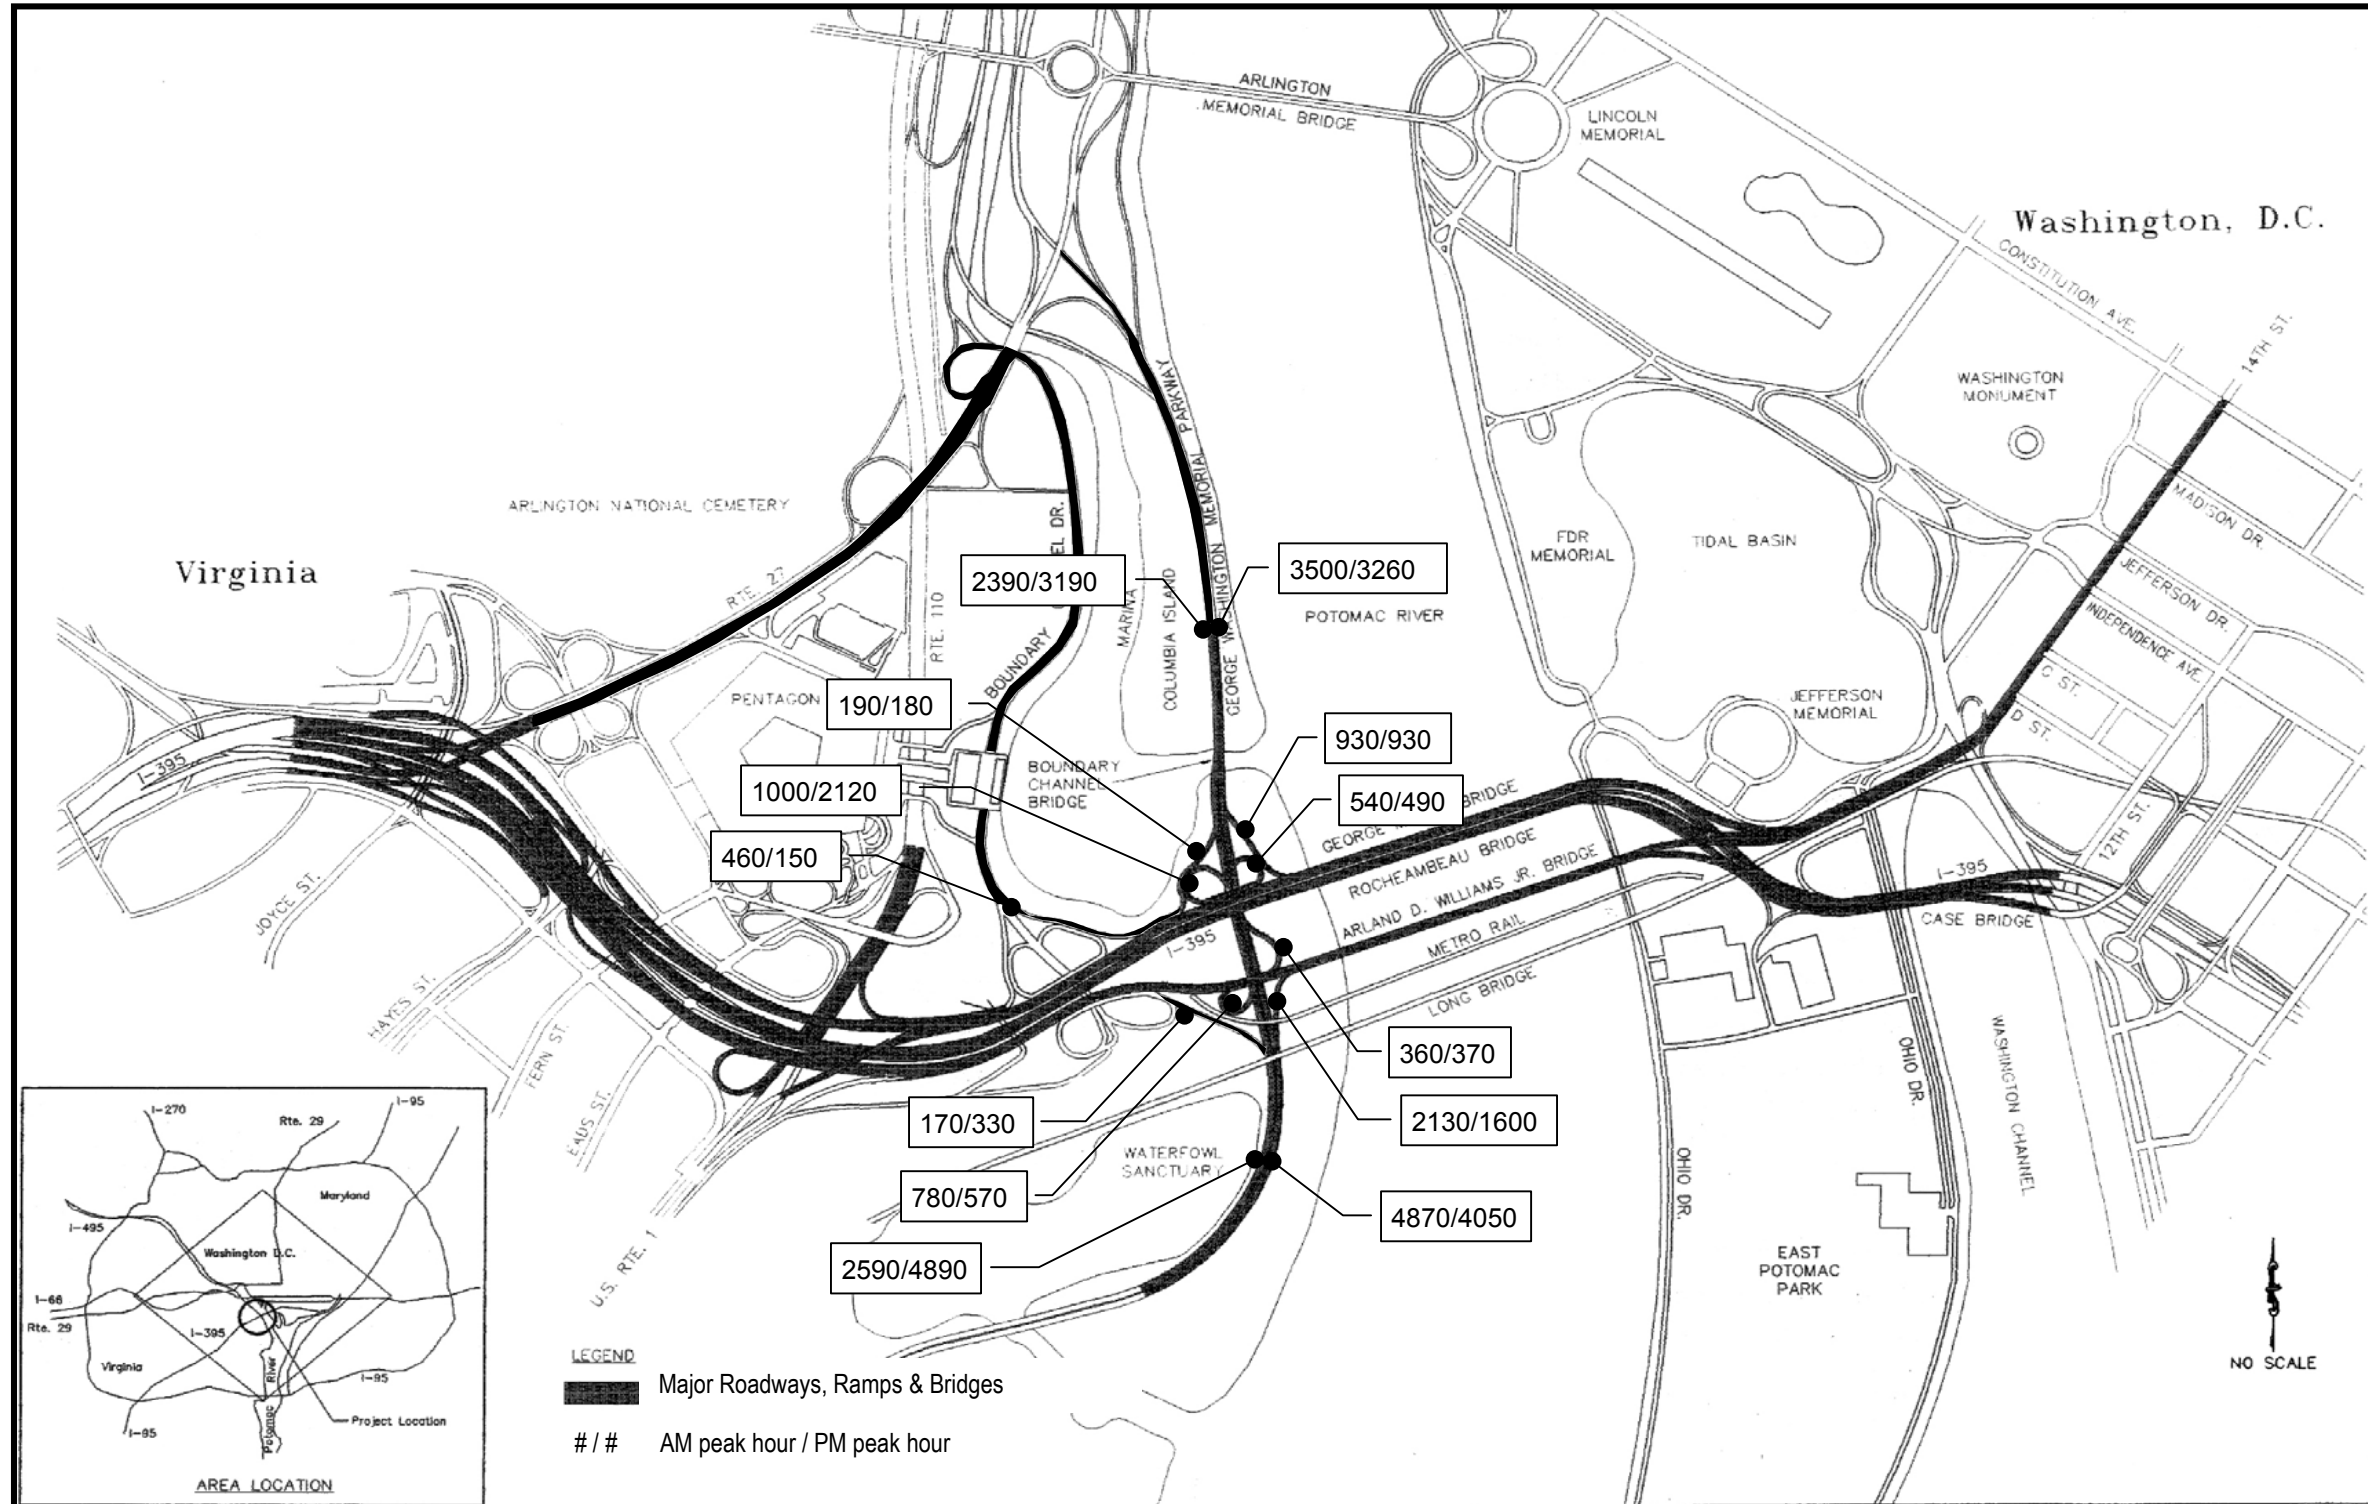 ARLINGTON
MEMORIAL BRIDGE
LINCOLN
MEMORIAL
Washington, D.C.
CONSTITUTION AVE.
14TH ST.
WASHINGTON
MONUMENT
MADISON DR.
JEFFERSON DR.
INDEPENDENCE AVE.
C ST.
D ST.
12TH ST.
GEORGE WASHINGTON MEMORIAL PARKWAY
ARLINGTON NATIONAL CEMETERY
Virginia
RTE. 27
RTE. 110
EL DR.
BOUNDARY
MARINA
COLUMBIA ISLAND
FDR
MEMORIAL
TIDAL BASIN
POTOMAC RIVER
JEFFERSON
MEMORIAL
2390/3190
3500/3260
PENTAGON
190/180
930/930
1000/2120
540/490
460/150
BOUNDARY
CHANNEL
BRIDGE
I-395
GEORGE BRIDGE
ROCHEAMBEAU BRIDGE
ARLAND D. WILLIAMS JR. BRIDGE
METRO RAIL
LONG BRIDGE
I-395
I-395
CASE BRIDGE
JOYCE ST.
HAYES ST.
FERN ST.
EADS ST.
U.S. RTE. 1
360/370
170/330
2130/1600
780/570
4870/4050
2590/4890
WATERFOWL
SANCTUARY
OHIO DR.
OHIO DR.
WASHINGTON CHANNEL
EAST
POTOMAC
PARK
NO SCALE
I-270
Rte. 29
I-95
Maryland
I-495
Washington D.C.
I-66
Rte. 29
I-395
Virginia
Potomac River
I-95
I-95
Project Location
AREA LOCATION
LEGEND
Major Roadways, Ramps & Bridges
# / # AM peak hour / PM peak hour